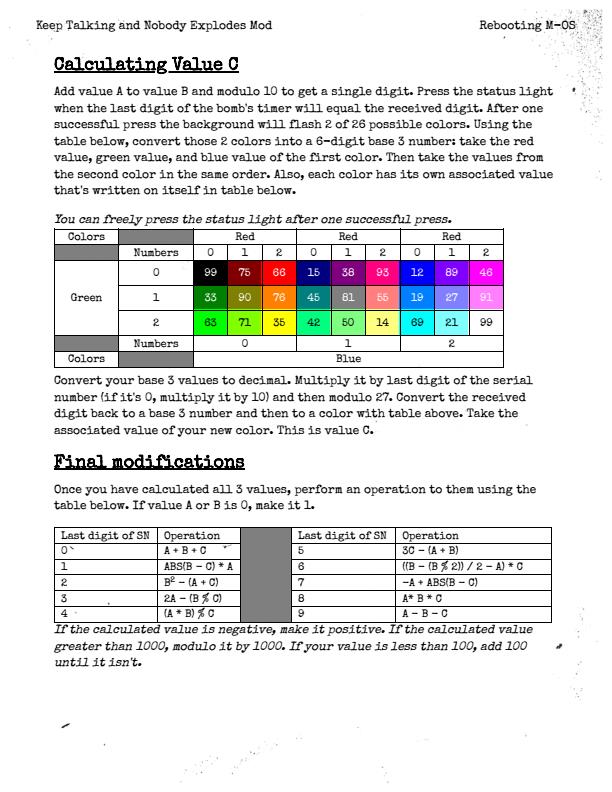 Keep Talking and Nobody Explodes Mod Rebooting M-OS
Calculating Value C
Add value A to value B and modulo 10 to get a single digit. Press the status light
when the last digit of the bomb's timer will equal the received digit. After one
successful press the background will flash 2 of 26 possible colors. Using the
table below, convert those 2 colors into a 6-digit base 3 number: take the red
value, green value, and blue value of the first color. Then take the values from
the second color in the same order. Also, each color has its own associated value
that's written on itself in table below.
You can freely press the status light after one successful press.
Colors Red Red Red
Numbers 0 1 2 0 1 2 0 1 2
0 99 75 66 15 38 93 12 89 46
Green 1 33 90 76 45 81 55 19 27 91
2 63 71 35 42 50 14 69 21 99
Numbers 0 1 2
Colors Blue
Convert your base 3 values to decimal. Multiply it by last digit of the serial
number (if it's 0, multiply it by 10) and then modulo 27. Convert the received
digit back to a base 3 number and then to a color with table above. Take the
associated value of your new color. This is value C.
Final modifications
Once you have calculated all 3 values, perform an operation to them using the
table below. If value A or B is 0, make it 1.
Last digit of SN Operation Last digit of SN Operation
0 A + B + C 5 3C - (A + B)
1 ABS(B - C) * A 6 ((B - (B % 2)) / 2 - A) * C
2 B² - (A + C) 7 -A + ABS(B - C)
3 2A - (B % C) 8 A* B * C
4 (A * B) % C 9 A - B - C
If the calculated value is negative, make it positive. If the calculated value
greater than 1000, modulo it by 1000. If your value is less than 100, add 100
until it isn't.